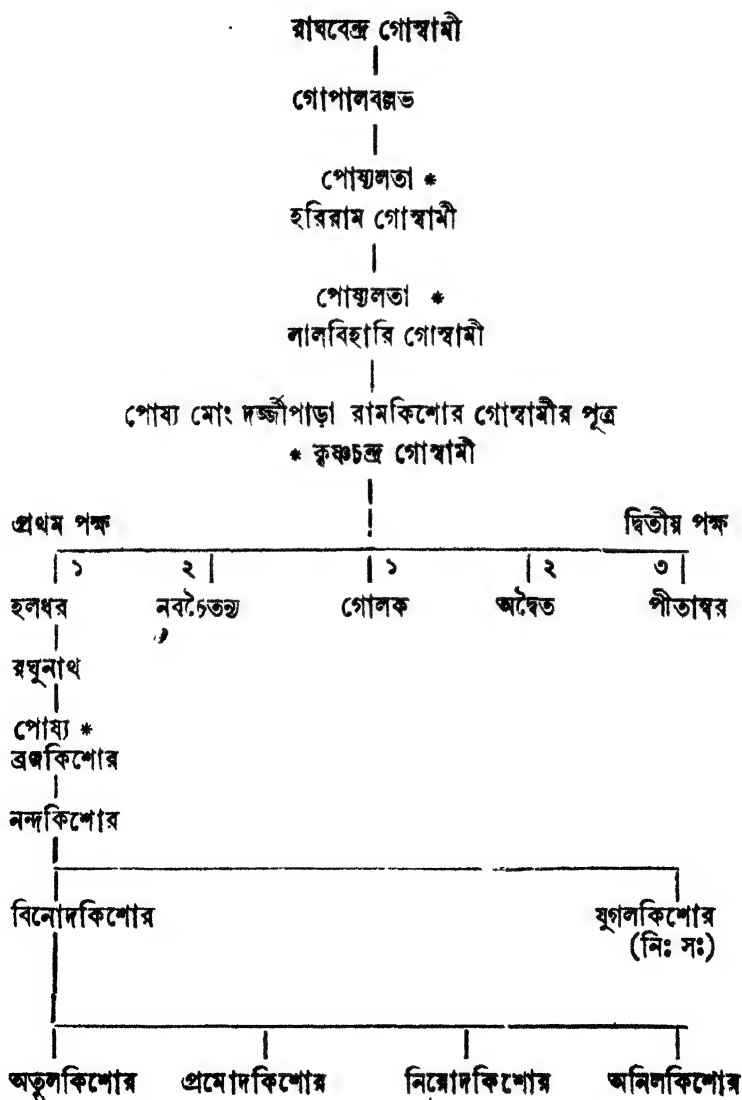 রাঘবেন্দ্র গোস্বামী
গোপালবল্লভ
পোষ্যলতা *
হরিরাম গোস্বামী
পোষ্যলতা *
লালবিহারি গোস্বামী
পোষ্য মোং দর্জ্জীপাড়া রামকিশোর গোস্বামীর পুত্র
* কৃষ্ণচন্দ্র গোস্বামী
প্রথম পক্ষ দ্বিতীয় পক্ষ
১ ২ ১ ২ ৩
হলধর নবচৈতন্য গোলক অদ্বৈত পীতাম্বর
রঘুনাথ
পোষ্য *
ব্রজকিশোর
নন্দকিশোর
বিনোদকিশোর যুগলকিশোর
(নিঃ সঃ)
অতুলকিশোর প্রমোদকিশোর নিরোদকিশোর অনিলকিশোর